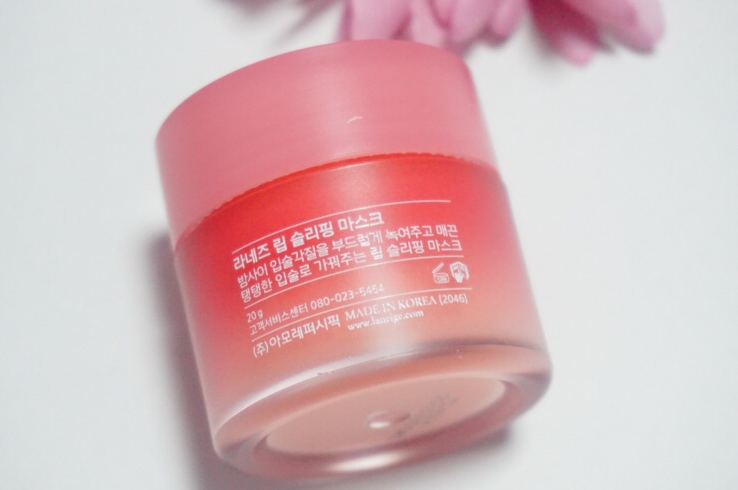 라네즈 립 슬리핑 마스크
밤사이 입술각질을 부드럽게 녹여주고 매끈
탱탱한 입술로 가꿔주는 립 슬리핑 마스크
20g
고객서비스센터 080-023-5454
(주)아모레퍼시픽 MADE IN KOREA (2046)
www.laneige.com